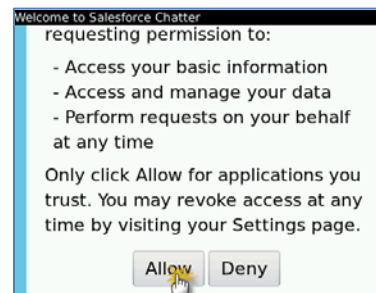 Welcome to Salesforce Chatter
requesting permission to:
- Access your basic information
- Access and manage your data
- Perform requests on your behalf
at any time
Only click Allow for applications you
trust. You may revoke access at any
time by visiting your Settings page.
Allow Deny